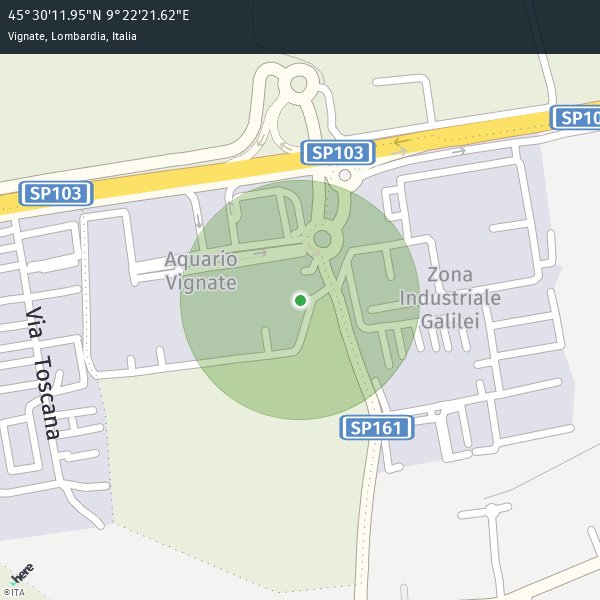 45°30'11.95"N 9°22'21.62"E
Vignate, Lombardia, Italia
SP103
SP103
SP103
Aquario
Vignate
Zona
Industriale
Galilei
Via Toscana
SP161
here
©ITA